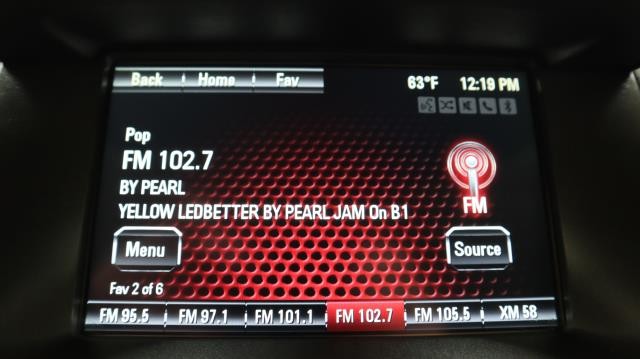 Back Home Fav 63°F 12:19 PM
Pop
FM 102.7
BY PEARL
YELLOW LEDBETTER BY PEARL JAM On B1
FM
Menu Source
Fav 2 of 6
FM 95.5 FM 97.1 FM 101.1 FM 102.7 FM 105.5 XM 58